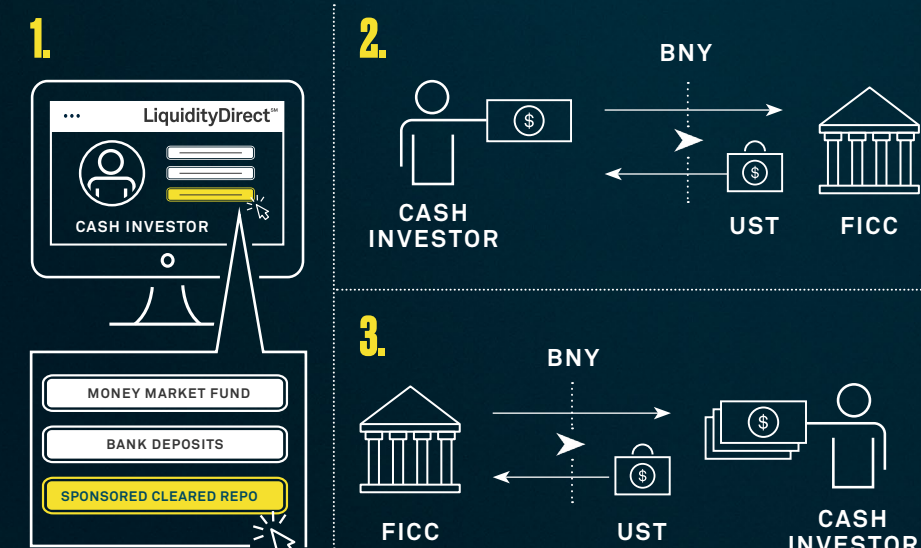 1.
LiquidityDirect℠
CASH INVESTOR
MONEY MARKET FUND
BANK DEPOSITS
SPONSORED CLEARED REPO
2.
BNY
$
$
CASH
INVESTOR
UST
FICC
3.
BNY
$
$
FICC
UST
CASH
INVESTOR